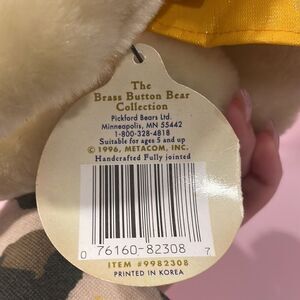 The
Brass Button Bear
Collection
Pickford Bears Ltd.
Minneapolis, MN 55442
1-800-328-4818
Suitable for ages 5 and up
© 1996, METACOM, INC.
Handcrafted Fully jointed
0 76160-82308 7
ITEM #9982308
PRINTED IN KOREA